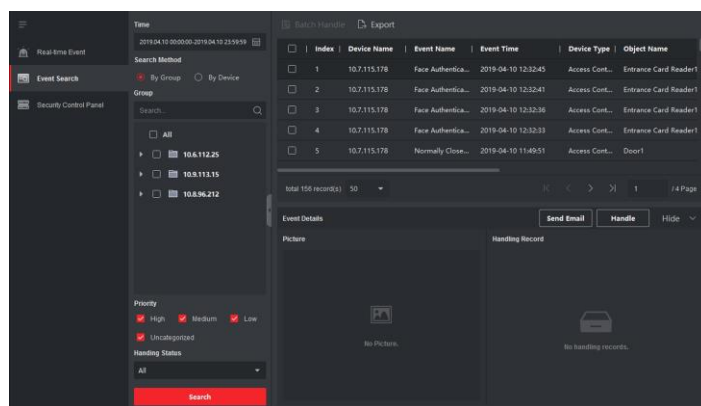 Real-time Event
Event Search
Security Control Panel
Time
2019.04.10 00:00:00-2019.04.10 23:59:59
Search Method
By Group By Device
Group
Search...
All
10.6.112.25
10.9.113.15
10.8.96.212
Priority
High Medium Low
Uncategorized
Handing Status
All
Search
Batch Handle Export
Index Device Name Event Name Event Time Device Type Object Name
1 10.7.115.178 Face Authentica... 2019-04-10 12:32:45 Access Cont... Entrance Card Reader1
2 10.7.115.178 Face Authentica... 2019-04-10 12:32:41 Access Cont... Entrance Card Reader1
3 10.7.115.178 Face Authentica... 2019-04-10 12:32:36 Access Cont... Entrance Card Reader1
4 10.7.115.178 Face Authentica... 2019-04-10 12:32:33 Access Cont... Entrance Card Reader1
5 10.7.115.178 Normally Close... 2019-04-10 11:49:51 Access Cont... Door1
total 156 record(s) 50 1 /4 Page
Event Details Send Email Handle Hide
Picture Handling Record
No Picture. No handing records.